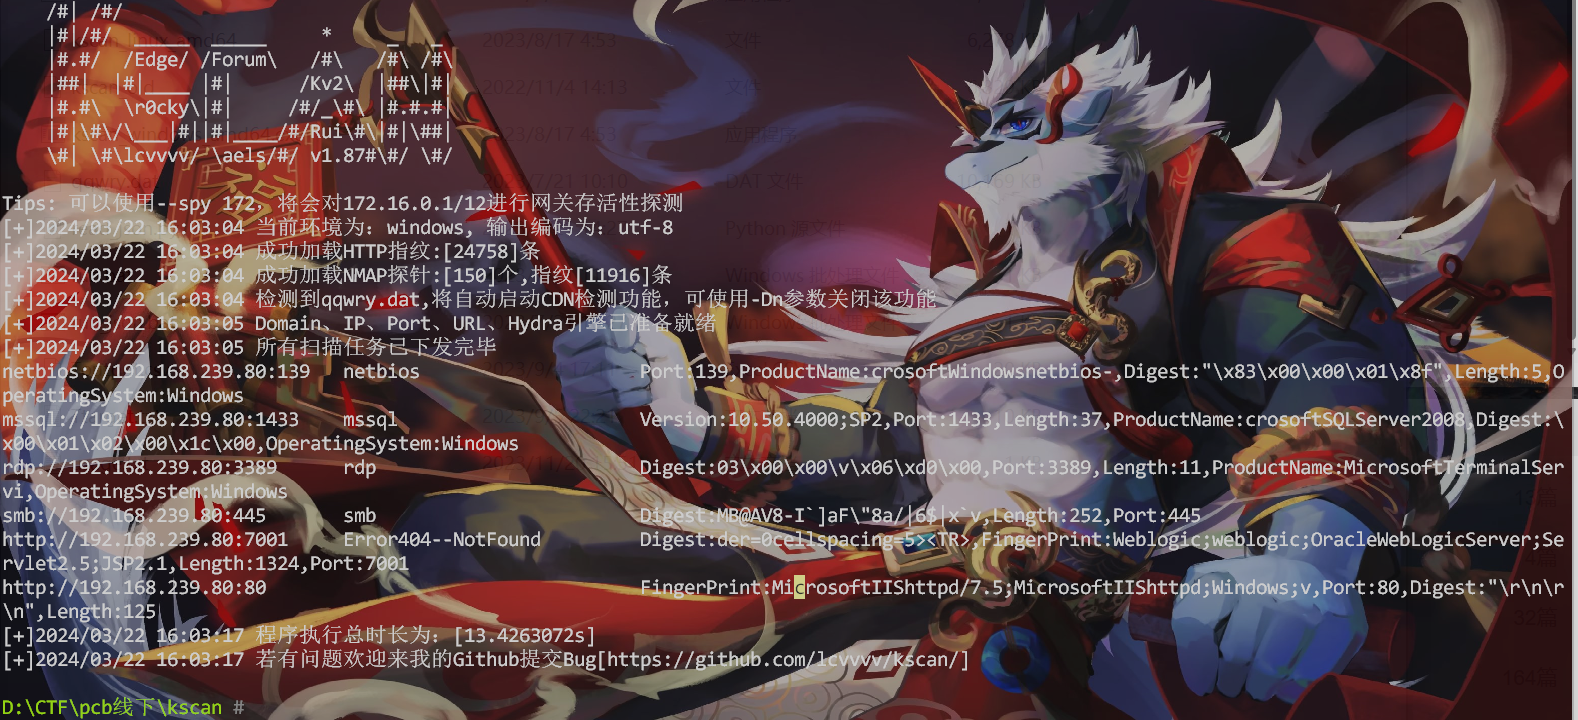 /#| /#/
|#|/#/ _____ _____ * _ _
|#.#/ /Edge/ /Forum\ /#\ /#\ /#\
|##| |#|____ |#| /Kv2\ |##\|#|
|#.#\ \r0cky\|#| /#/_\#\ |#.#.#|
|#|\#\/\___|#||#|____/#/Rui\#\|#|\##|
\#| \#\lcvvvv/ \aels/#/ v1.87#\#/ \#/
Tips: 可以使用--spy 172, 将会对172.16.0.1/12进行网关存活性探测
[+]2024/03/22 16:03:04 当前环境为: windows, 输出编码为: utf-8
[+]2024/03/22 16:03:04 成功加载HTTP指纹:[24758]条
[+]2024/03/22 16:03:04 成功加载NMAP探针:[150]个,指纹[11916]条
[+]2024/03/22 16:03:04 检测到qqwry.dat,将自动启动CDN检测功能, 可使用-Dn参数关闭该功能
[+]2024/03/22 16:03:05 Domain、IP、Port、URL、Hydra引擎已准备就绪
[+]2024/03/22 16:03:05 所有扫描任务已下发完毕
netbios://192.168.239.80:139 netbios Port:139,ProductName:crosoftWindowsnetbios-,Digest:"\x83\x00\x00\x01\x8f",Length:5,O
peratingSystem:Windows
mssql://192.168.239.80:1433 mssql Version:10.50.4000;SP2,Port:1433,Length:37,ProductName:crosoftSQLServer2008,Digest:\
x00\x01\x02\x00\x1c\x00,OperatingSystem:Windows
rdp://192.168.239.80:3389 rdp Digest:03\x00\x00\v\x06\xd0\x00,Port:3389,Length:11,ProductName:MicrosoftTerminalSer
vi,OperatingSystem:Windows
smb://192.168.239.80:445 smb Digest:MB@AV8-I`]aF\"8a/|6$|x`v,Length:252,Port:445
http://192.168.239.80:7001 Error404--NotFound Digest:der=0cellspacing=5><TR>,FingerPrint:Weblogic;weblogic;OracleWebLogicServer;Se
rvlet2.5;JSP2.1,Length:1324,Port:7001
http://192.168.239.80:80 FingerPrint:MicrosoftIIShttpd/7.5;MicrosoftIIShttpd;Windows;v,Port:80,Digest:"\r\n\r
\n",Length:125
[+]2024/03/22 16:03:17 程序执行总时长为: [13.4263072s]
[+]2024/03/22 16:03:17 若有问题欢迎来我的Github提交Bug[https://github.com/lcvvvv/kscan/]
D:\CTF\pcb线下\kscan #